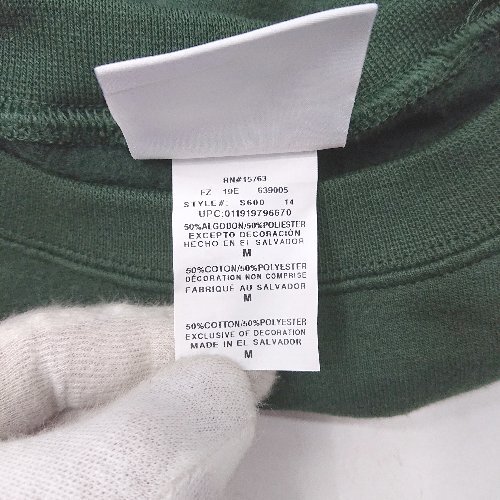 RN#15763
FZ 19E 639005
STYLE#: S600 14
UPC:011919796670
50%ALGODON/50%POLIESTER
EXCEPTO DECORACIÓN
HECHO EN EL SALVADOR
M
50%COTON/50%POLYESTER
DÉCORATION NON COMPRISE
FABRIQUÉ AU SALVADOR
M
50%COTTON/50%POLYESTER
EXCLUSIVE OF DECORATION
MADE IN EL SALVADOR
M